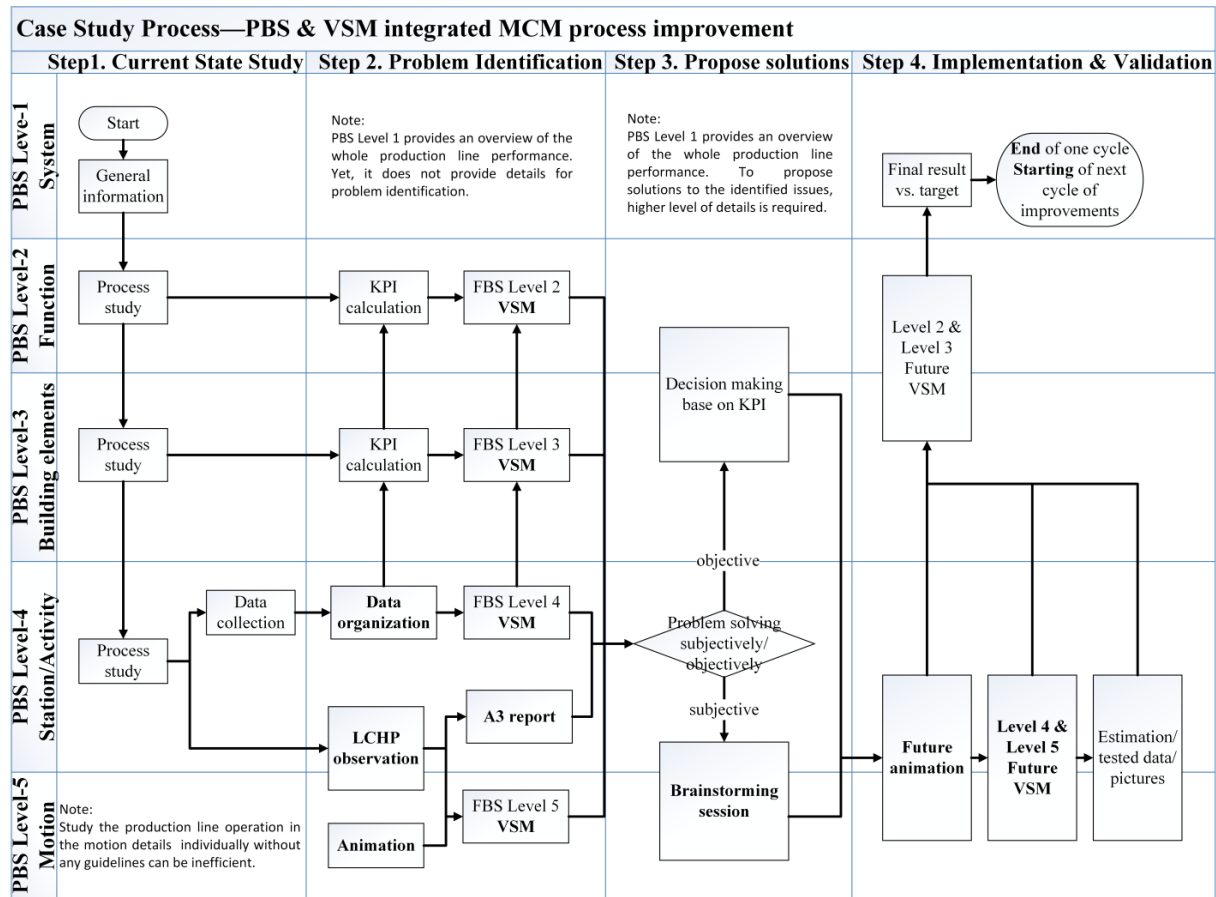 Case Study Process—PBS & VSM integrated MCM process improvement
Step1. Current State Study
Step 2. Problem Identification
Step 3. Propose solutions
Step 4. Implementation & Validation
PBS Leve-1
System
Start
General
information
Note:
PBS Level 1 provides an overview of the
whole production line performance.
Yet, it does not provide details for
problem identification.
Note:
PBS Level 1 provides an overview
of the whole production line
performance. To propose
solutions to the identified issues,
higher level of details is required.
Final result
vs. target
End of one cycle
Starting of next
cycle of
improvements
PBS Level-2
Function
Process
study
KPI
calculation
FBS Level 2
VSM
Level 2 &
Level 3
Future
VSM
Decision making
base on KPI
PBS Level-3
Building elements
Process
study
KPI
calculation
FBS Level 3
VSM
objective
PBS Level-4
Station/Activity
Process
study
Data
collection
Data
organization
FBS Level 4
VSM
Problem solving
subjectively/
objectively
subjective
LCHP
observation
A3 report
Brainstorming
session
Future
animation
Level 4 &
Level 5
Future
VSM
Estimation/
tested data/
pictures
PBS Level-5
Motion
Note:
Study the production line operation in
the motion details individually without
any guidelines can be inefficient.
Animation
FBS Level 5
VSM